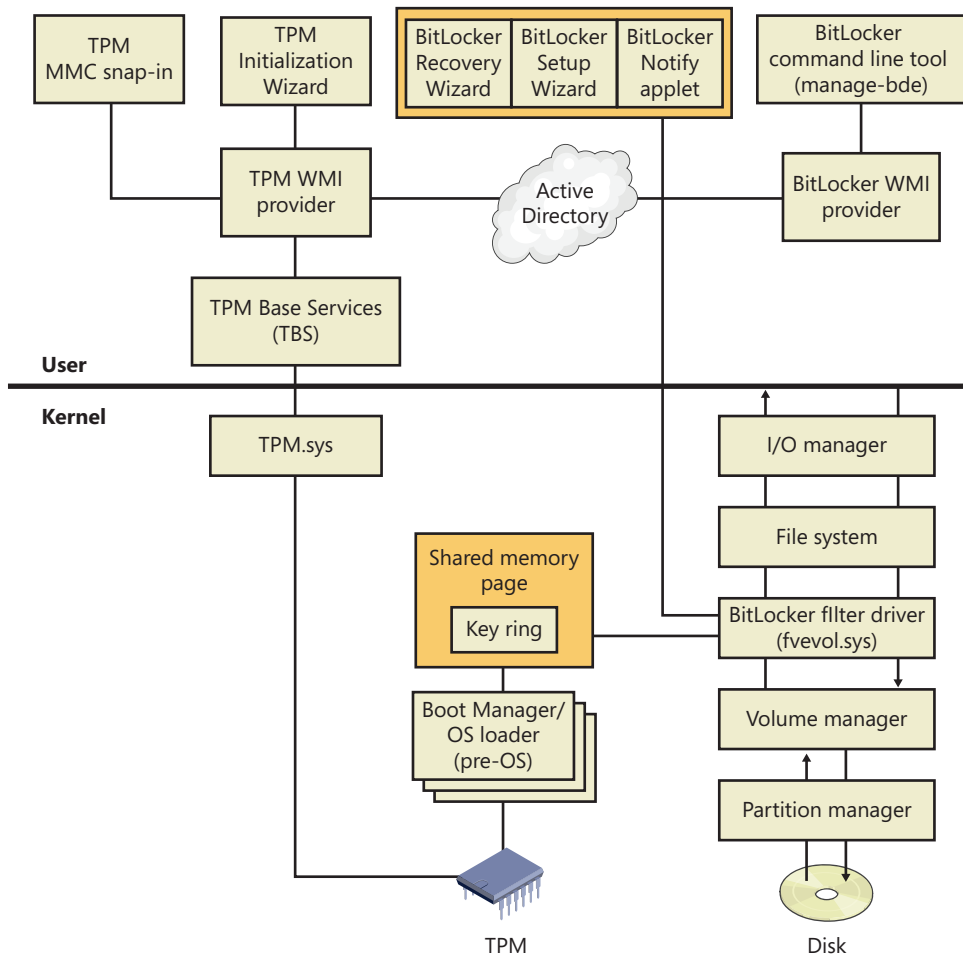 TPM
MMC snap-in
TPM
Initialization
Wizard
BitLocker
Recovery
Wizard
BitLocker
Setup
Wizard
BitLocker
Notify
applet
BitLocker
command line tool
(manage-bde)
TPM WMI
provider
Active
Directory
BitLocker WMI
provider
TPM Base Services
(TBS)
User
Kernel
TPM.sys
I/O manager
File system
Shared memory
page
Key ring
BitLocker fIlter driver
(fvevol.sys)
Boot Manager/
OS loader
(pre-OS)
Volume manager
Partition manager
TPM
Disk